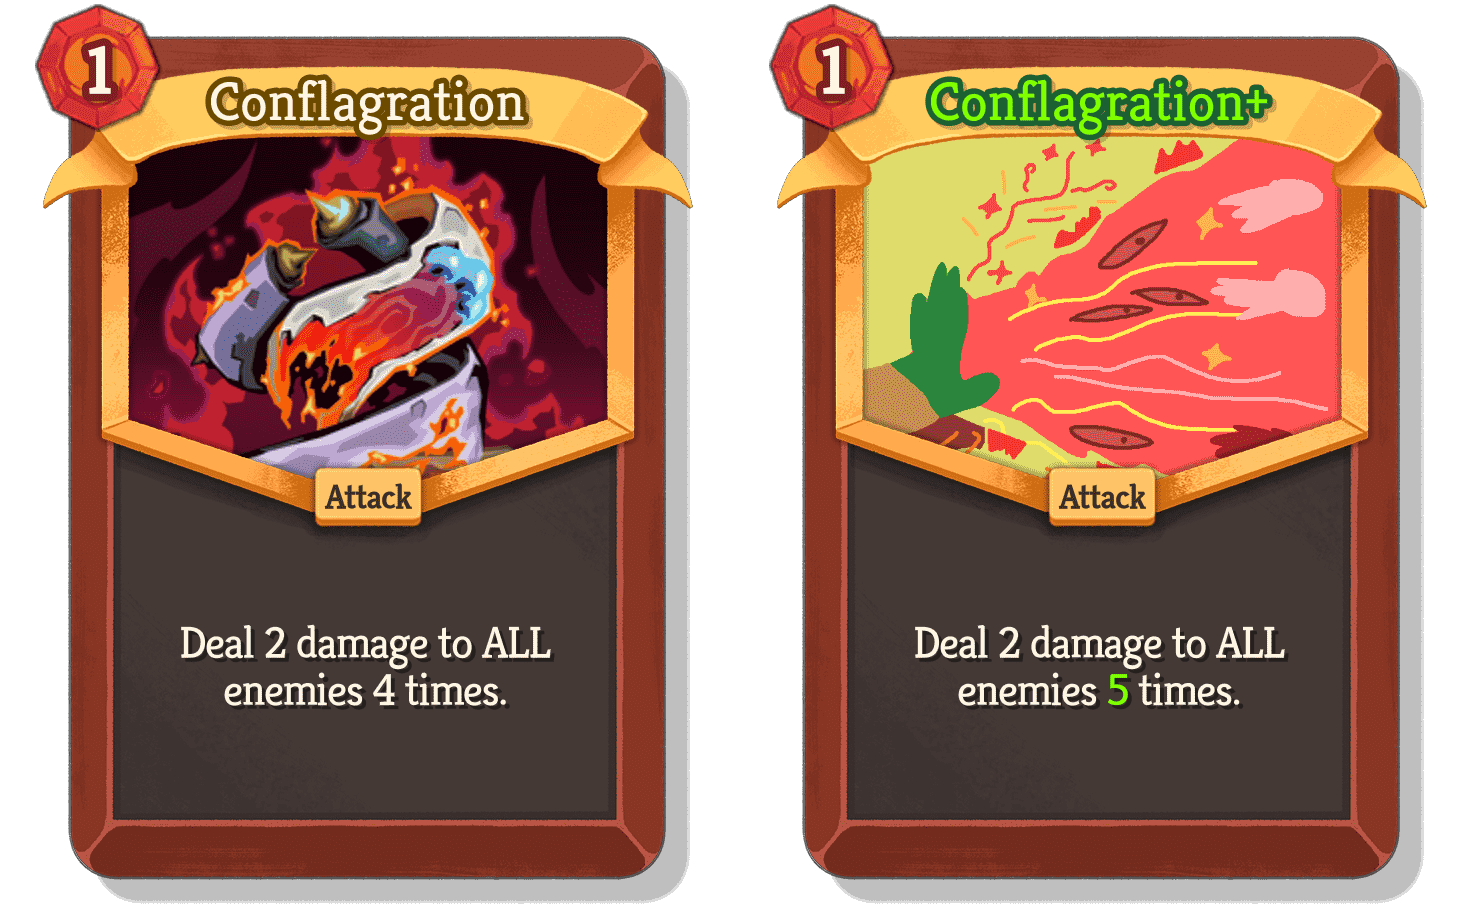 1
Conflagration
Attack
Deal 2 damage to ALL
enemies 4 times.
1
Conflagration+
Attack
Deal 2 damage to ALL
enemies 5 times.